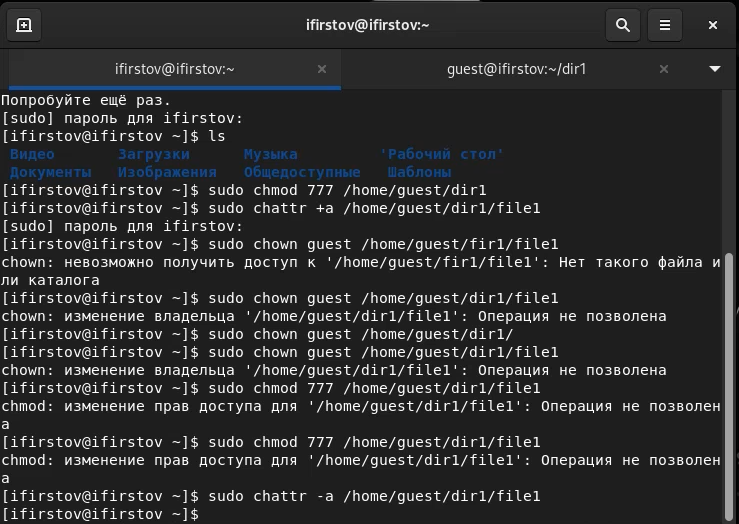 ifirstov@ifirstov:~
ifirstov@ifirstov:~
guest@ifirstov:~/dir1
Попробуйте ещё раз.
[sudo] пароль для ifirstov:
[ifirstov@ifirstov ~]$ ls
Видео Загрузки Музыка 'Рабочий стол'
Документы Изображения Общедоступные Шаблоны
[ifirstov@ifirstov ~]$ sudo chmod 777 /home/guest/dir1
[ifirstov@ifirstov ~]$ sudo chattr +a /home/guest/dir1/file1
[sudo] пароль для ifirstov:
[ifirstov@ifirstov ~]$ sudo chown guest /home/guest/fir1/file1
chown: невозможно получить доступ к '/home/guest/fir1/file1': Нет такого файла и
ли каталога
[ifirstov@ifirstov ~]$ sudo chown guest /home/guest/dir1/file1
chown: изменение владельца '/home/guest/dir1/file1': Операция не позволена
[ifirstov@ifirstov ~]$ sudo chown guest /home/guest/dir1/
[ifirstov@ifirstov ~]$ sudo chown guest /home/guest/dir1/file1
chown: изменение владельца '/home/guest/dir1/file1': Операция не позволена
[ifirstov@ifirstov ~]$ sudo chmod 777 /home/guest/dir1/file1
chmod: изменение прав доступа для '/home/guest/dir1/file1': Операция не позволен
а
[ifirstov@ifirstov ~]$ sudo chmod 777 /home/guest/dir1/file1
chmod: изменение прав доступа для '/home/guest/dir1/file1': Операция не позволен
а
[ifirstov@ifirstov ~]$ sudo chattr -a /home/guest/dir1/file1
[ifirstov@ifirstov ~]$